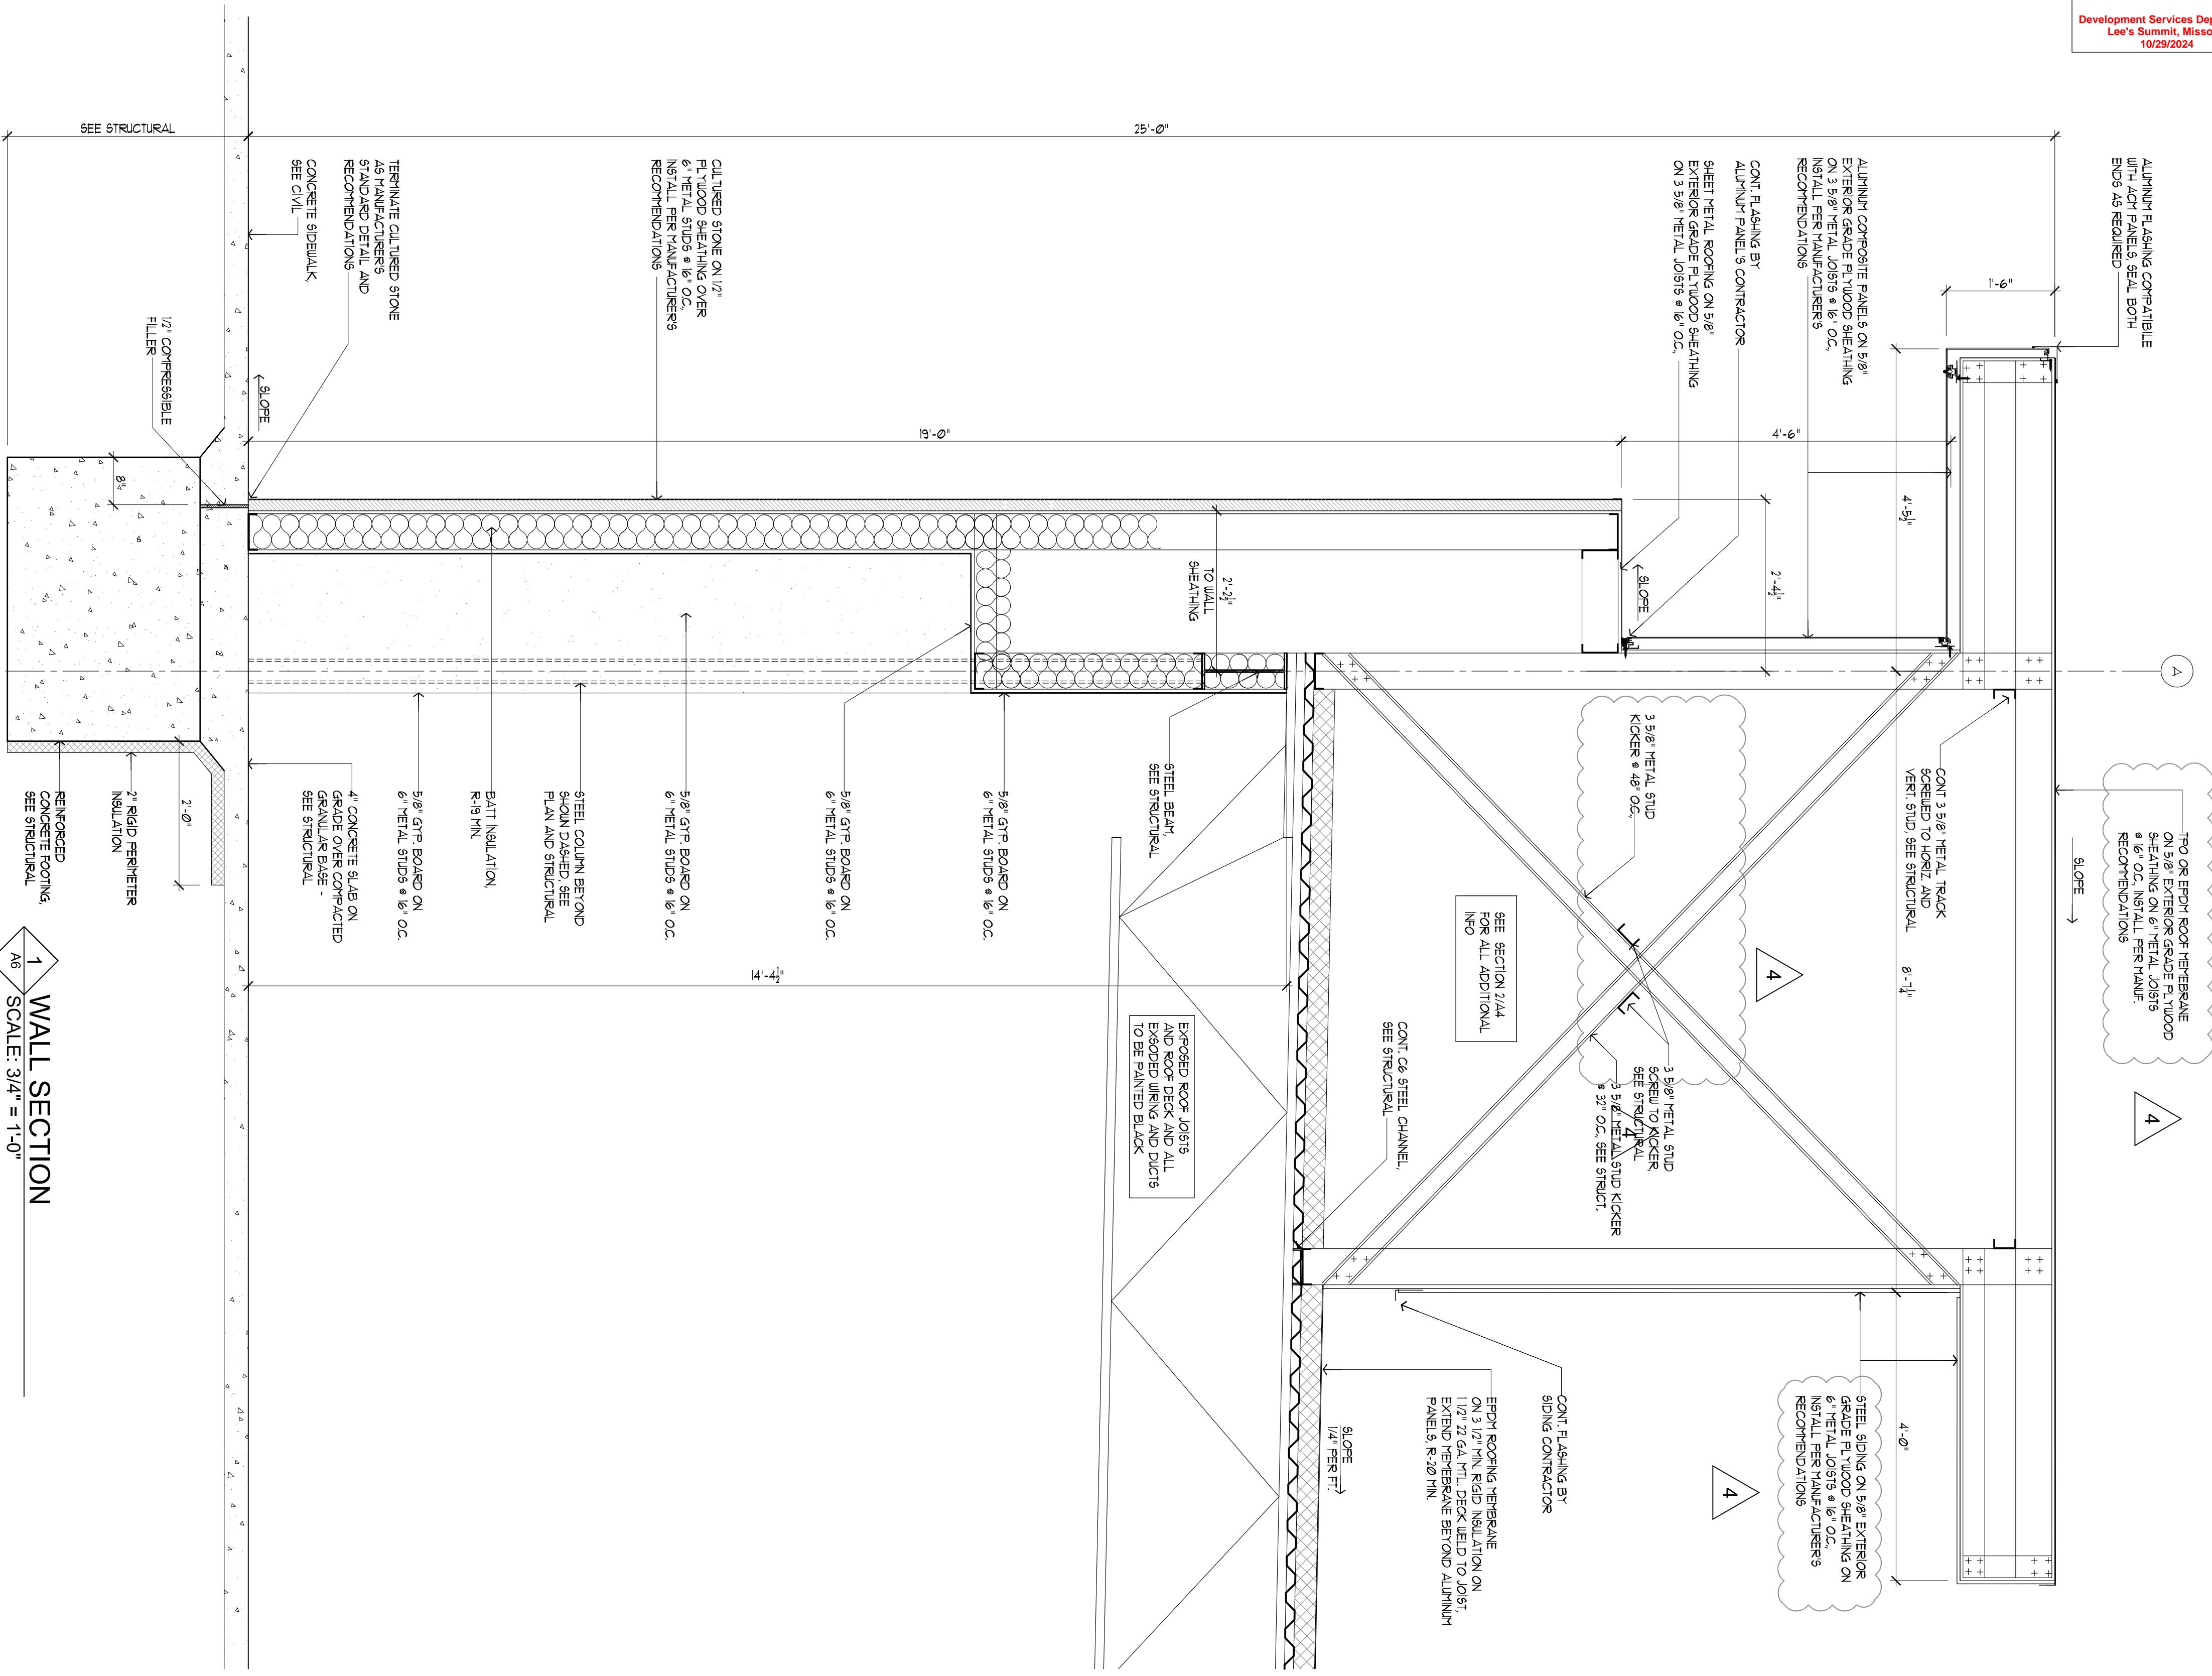 Development Services Dep
Lee's Summit, Misso
10/29/2024
ALUMINUM FLASHING COMPATIBILE
WITH ACM PANELS, SEAL BOTH
ENDS AS REQUIRED
1'-6"
ALUMINUM COMPOSITE PANELS ON 5/8"
EXTERIOR GRADE PLYWOOD SHEATHING
ON 3 5/8" METAL JOISTS @ 16" O.C.,
INSTALL PER MANUFACTURER'S
RECOMMENDATIONS
CONT. FLASHING BY
ALUMINUM PANEL'S CONTRACTOR
SHEET METAL ROOFING ON 5/8"
EXTERIOR GRADE PLYWOOD SHEATHING
ON 3 5/8" METAL JOISTS @ 16" O.C.,
25'-0"
CULTURED STONE ON 1/2"
PLYWOOD SHEATHING OVER
6" METAL STUDS @ 16" O.C.,
INSTALL PER MANUFACTURER'S
RECOMMENDATIONS
TERMINATE CULTURED STONE
AS MANUFACTURER'S
STANDARD DETAIL AND
RECOMMENDATIONS
CONCRETE SIDEWALK,
SEE CIVIL
SEE STRUCTURAL
1/2" COMPRESSIBLE
FILLER
SLOPE
8"
19'-0"
4'-6"
4'-5½"
2'-4½"
SLOPE
2'-2½"
TO WALL
SHEATHING
A
TPO OR EPDM ROOF MEMEBRANE
ON 5/8" EXTERIOR GRADE PLYWOOD
SHEATHING ON 6" METAL JOISTS
@ 16" O.C., INSTALL PER MANUF.
RECOMMENDATIONS
4
SLOPE
CONT 3 5/8" METAL TRACK
SCREWED TO HORIZ. AND
VERT. STUD, SEE STRUCTURAL
8'-7¼"
4
3 5/8" METAL STUD
KICKER @ 48" O.C.,
3 5/8" METAL STUD
SCREW TO KICKER,
SEE STRUCTURAL
4
3 5/8" METAL STUD KICKER
@ 32" O.C., SEE STRUCT.
SEE SECTION 2/A4
FOR ALL ADDITIONAL
INFO
CONT. C6 STEEL CHANNEL,
SEE STRUCTURAL
EXPOSED ROOF JOISTS
AND ROOF DECK AND ALL
EXSODED WIRING AND DUCTS
TO BE PAINTED BLACK
STEEL BEAM,
SEE STRUCTURAL
14'-4½"
5/8" GYP. BOARD ON
6" METAL STUDS @ 16" O.C.
5/8" GYP. BOARD ON
6" METAL STUDS @ 16" O.C.
5/8" GYP. BOARD ON
6" METAL STUDS @ 16" O.C.
STEEL COLUMN BEYOND
SHOWN DASHED, SEE
PLAN AND STRUCTURAL
BATT INSULATION,
R-19 MIN.
5/8" GYP. BOARD ON
6" METAL STUDS @ 16" O.C.
4" CONCRETE SLAB ON
GRADE OVER COMPACTED
GRANULAR BASE -
SEE STRUCTURAL
2'-0"
2" RIGID PERIMETER
INSULATION
REINFORCED
CONCRETE FOOTING,
SEE STRUCTURAL
4'-0"
STEEL SIDING ON 5/8" EXTERIOR
GRADE PLYWOOD SHEATHING ON
6" METAL JOISTS @ 16" O.C.,
INSTALL PER MANUFACTURER'S
RECOMMENDATIONS
4
CONT. FLASHING BY
SIDING CONTRACTOR
EPDM ROOFING MEMBRANE
ON 3 1/2" MIN. RIGID INSULATION ON
1 1/2" 22 GA. MTL. DECK WELD TO JOIST,
EXTEND MEMEBRANE BEYOND ALUMINUM
PANELS, R-20 MIN.
SLOPE
1/4" PER FT.
1
A6
WALL SECTION
SCALE: 3/4" = 1'-0"